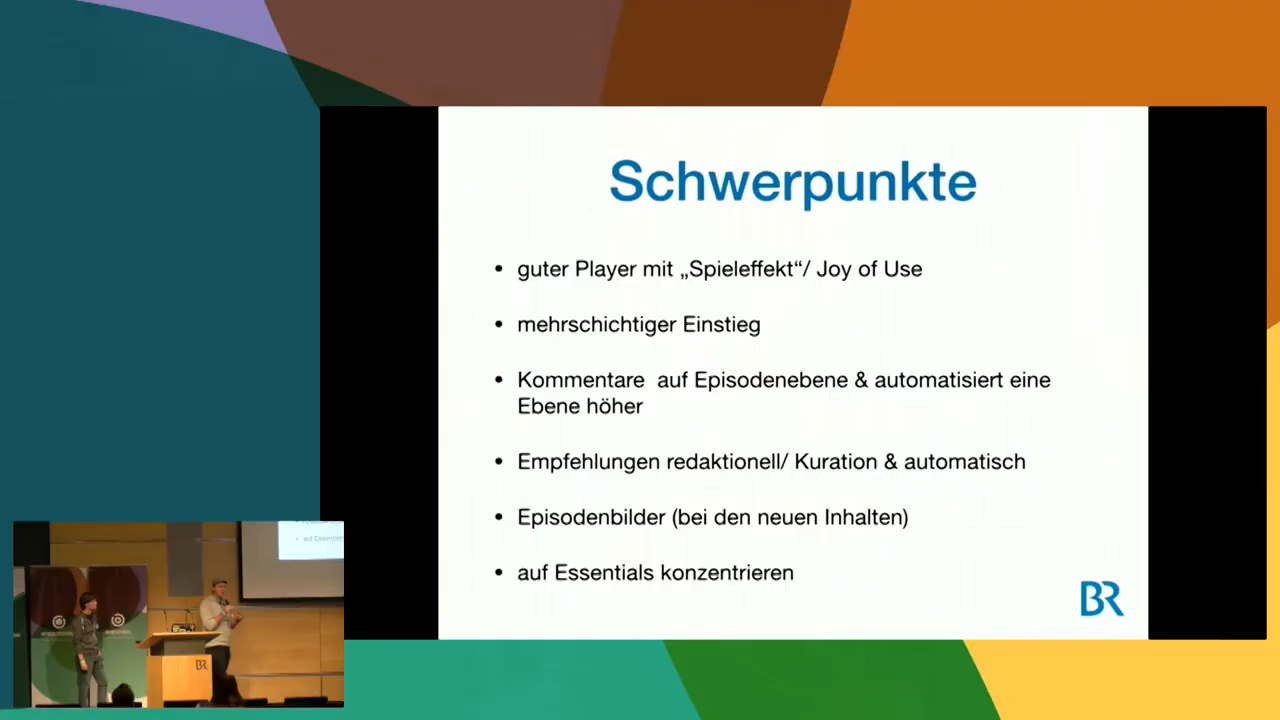 Schwerpunkte
• guter Player mit „Spieleffekt“/ Joy of Use
• mehrschichtiger Einstieg
• Kommentare auf Episodenebene & automatisiert eine
Ebene höher
• Empfehlungen redaktionell/ Kuration & automatisch
• Episodenbilder (bei den neuen Inhalten)
• auf Essentials konzentrieren
BR
BR